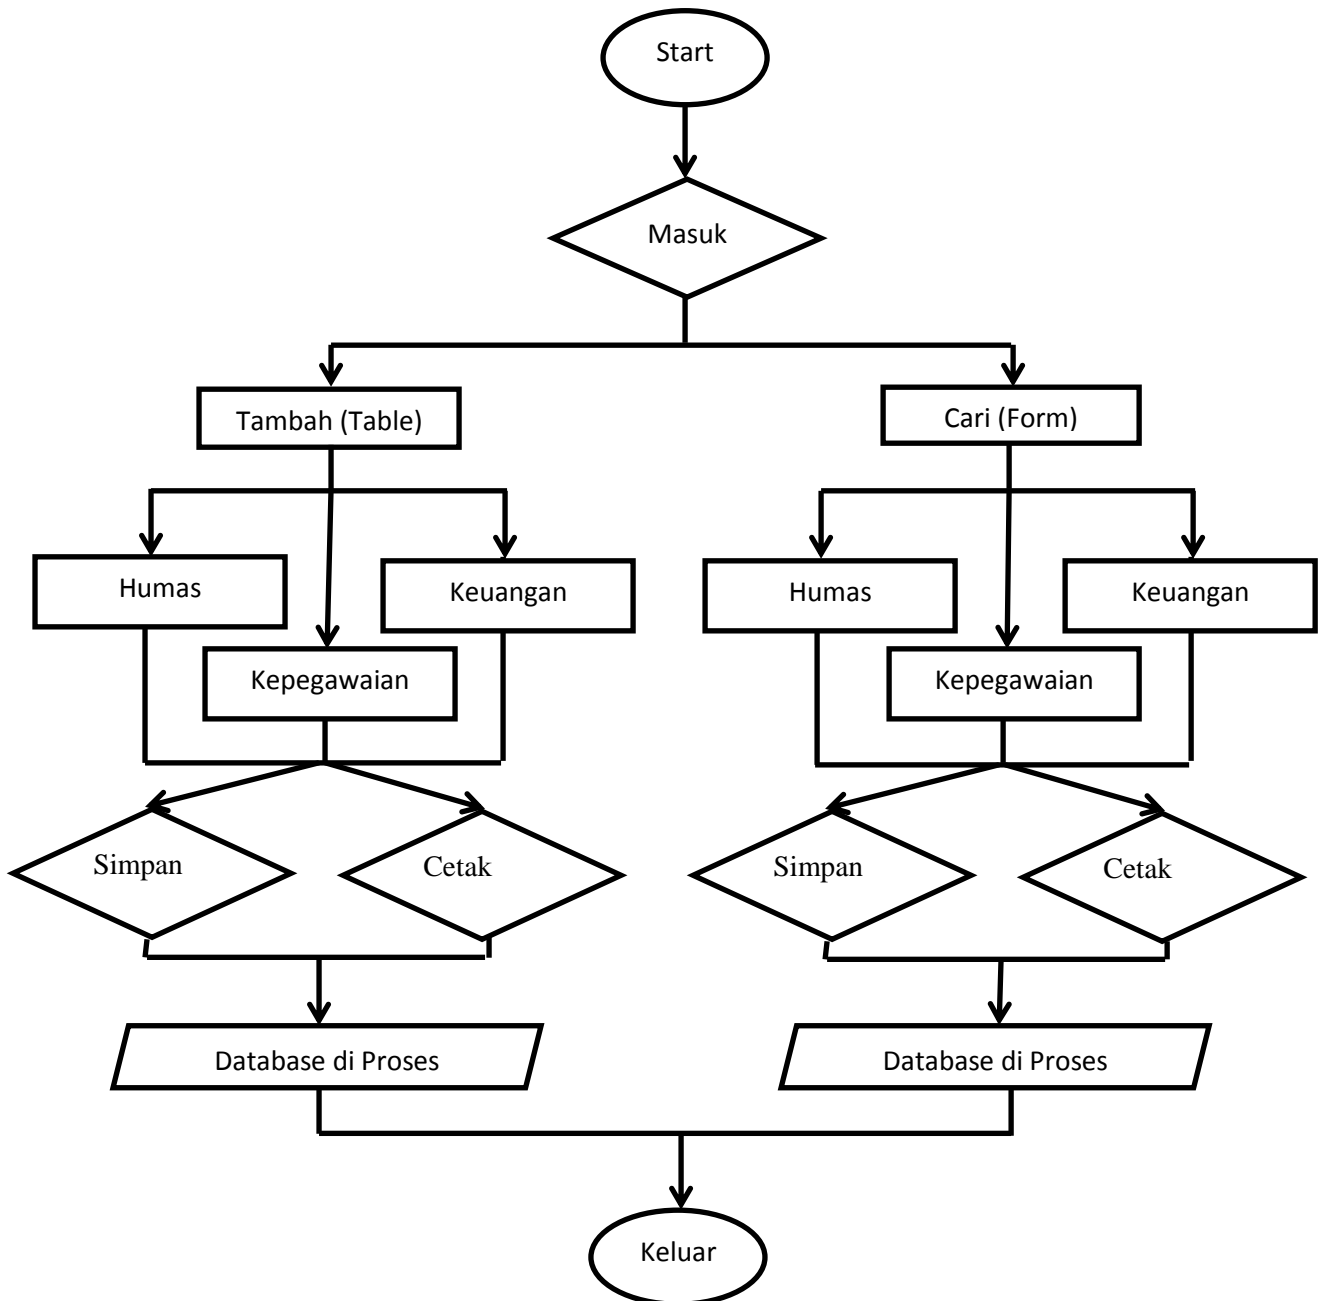 Start
Masuk
Tambah (Table)
Cari (Form)
Humas
Keuangan
Humas
Keuangan
Kepegawaian
Kepegawaian
Simpan
Cetak
Simpan
Cetak
Database di Proses
Database di Proses
Keluar